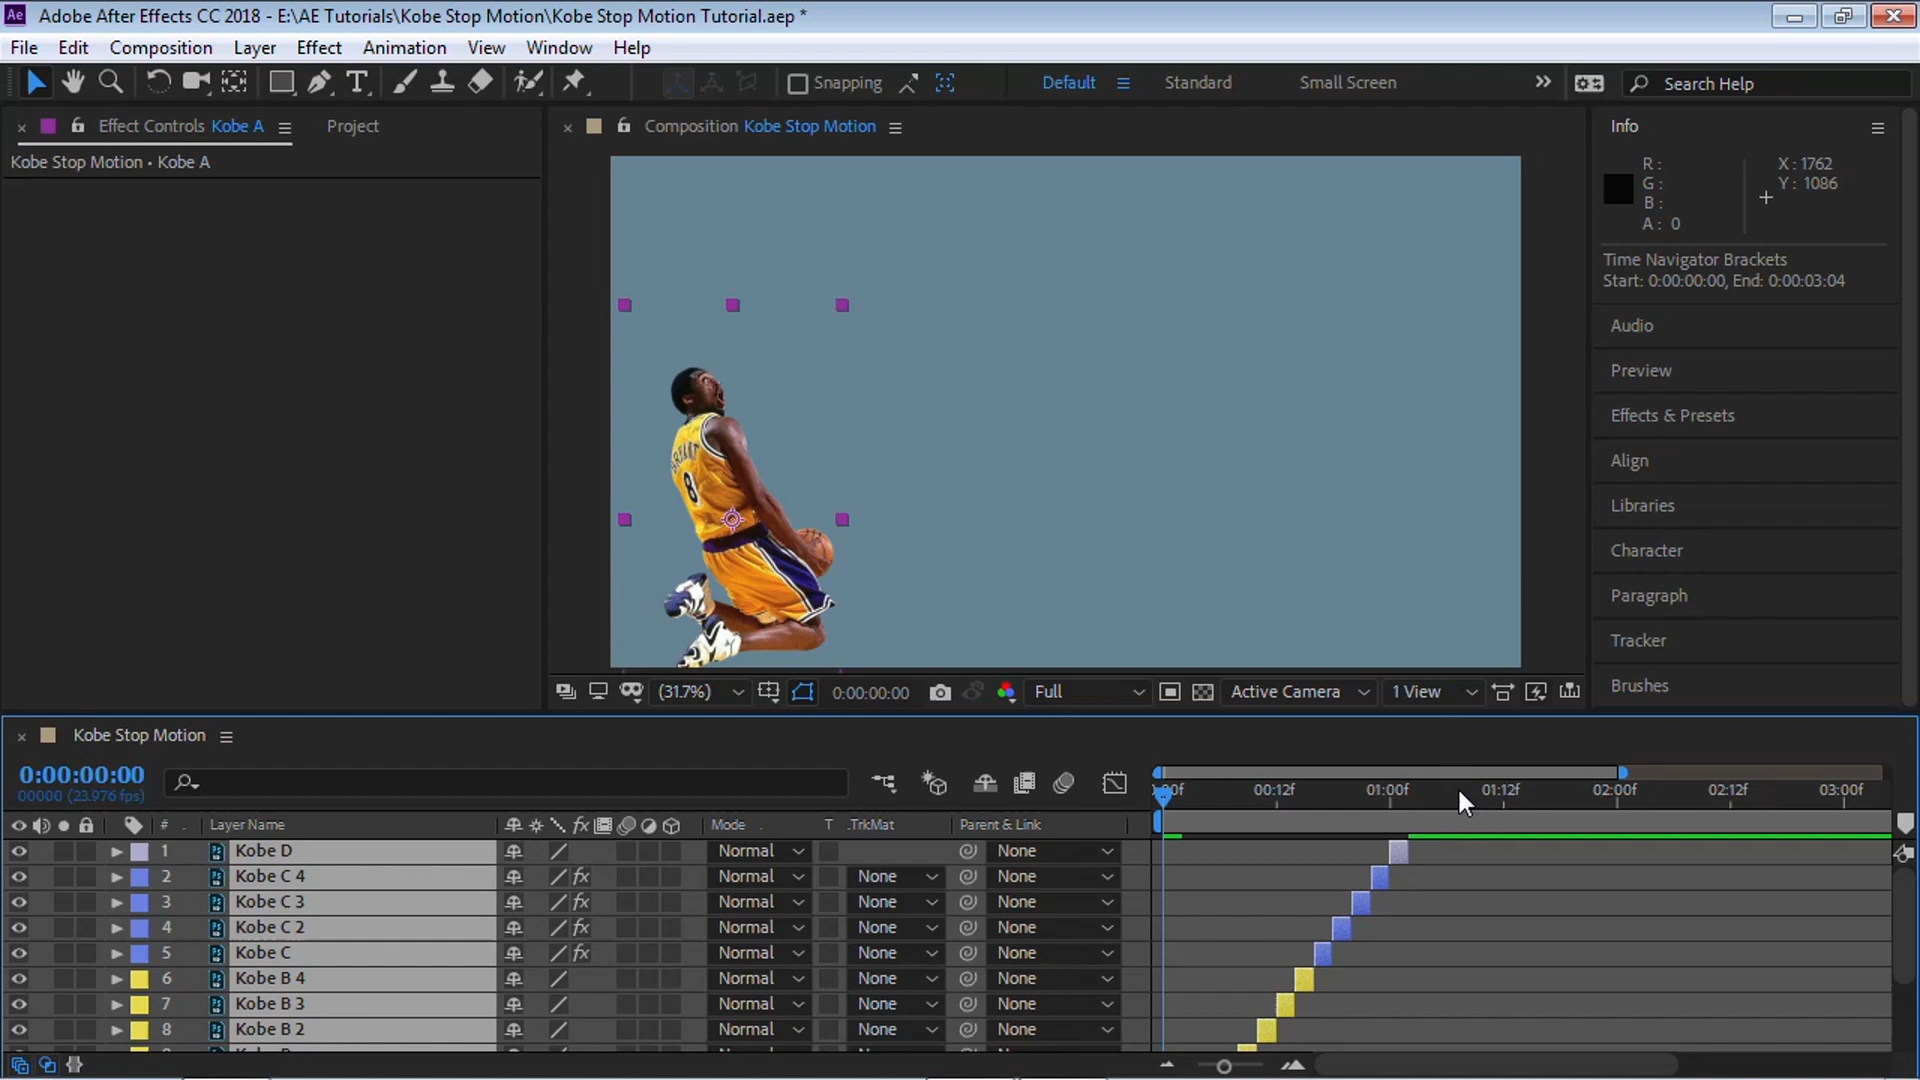 Ae Adobe After Effects CC 2018 - E:\AE Tutorials\Kobe Stop Motion\Kobe Stop Motion Tutorial.aep *
File Edit Composition Layer Effect Animation View Window Help
Snapping Default Standard Small Screen Search Help
Effect Controls Kobe A Project
Composition Kobe Stop Motion
Info
Kobe Stop Motion • Kobe A
R :
G :
B :
A : 0
X : 1762
Y : 1086
Time Navigator Brackets
Start: 0:00:00:00, End: 0:00:03:04
Audio
Preview
Effects & Presets
Align
Libraries
Character
Paragraph
Tracker
Brushes
8
(31.7%) 0:00:00:00 Full Active Camera 1 View
Kobe Stop Motion
0:00:00:00
00000 (23.976 fps)
00:12f 01:00f 01:12f 02:00f 02:12f 03:00f
# Layer Name fx Mode T .TrkMat Parent & Link
1 Kobe D Normal None
2 Kobe C 4 fx Normal None None
3 Kobe C 3 fx Normal None None
4 Kobe C 2 fx Normal None None
5 Kobe C fx Normal None None
6 Kobe B 4 Normal None None
7 Kobe B 3 Normal None None
8 Kobe B 2 Normal None None